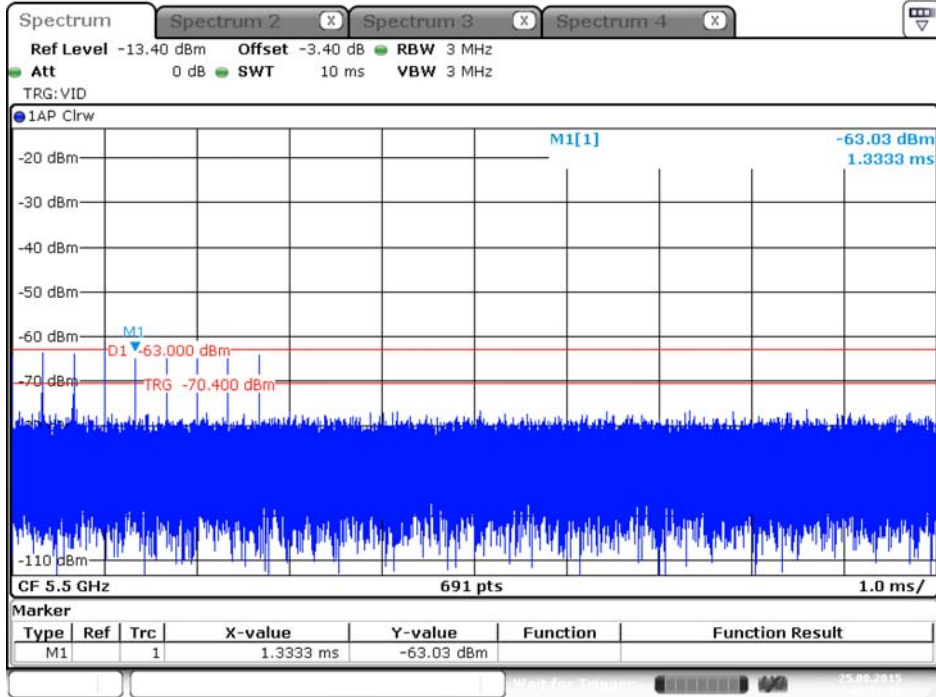 Spectrum Spectrum 2 X Spectrum 3 X Spectrum 4 X
Ref Level -13.40 dBm Offset -3.40 dB RBW 3 MHz
Att 0 dB SWT 10 ms VBW 3 MHz
TRG:VID
1AP Clrw
M1[1] -63.03 dBm
1.3333 ms
-20 dBm
-30 dBm
-40 dBm
-50 dBm
-60 dBm
M1
D1 -63.000 dBm
-70 dBm
TRG -70.400 dBm
-110 dBm
CF 5.5 GHz 691 pts 1.0 ms/
Marker
Type Ref Trc X-value Y-value Function Function Result
M1 1 1.3333 ms -63.03 dBm
Wait for Trigger 25.08.2015